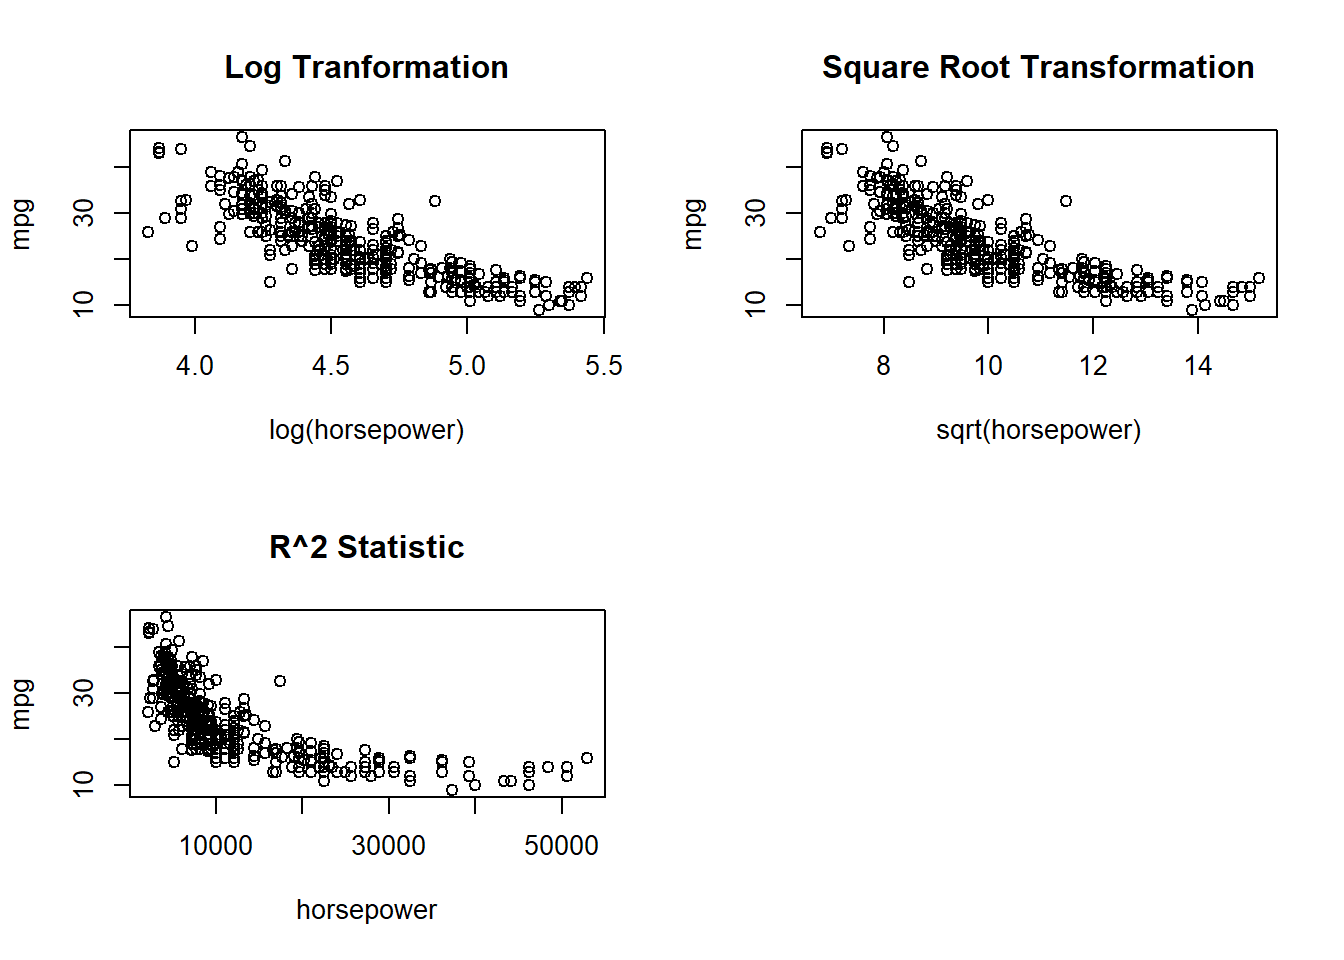 Log Tranformation
mpg
10 30
4.0 4.5 5.0 5.5
log(horsepower)
Square Root Transformation
mpg
10 30
8 10 12 14
sqrt(horsepower)
R^2 Statistic
mpg
10 30
10000 30000 50000
horsepower